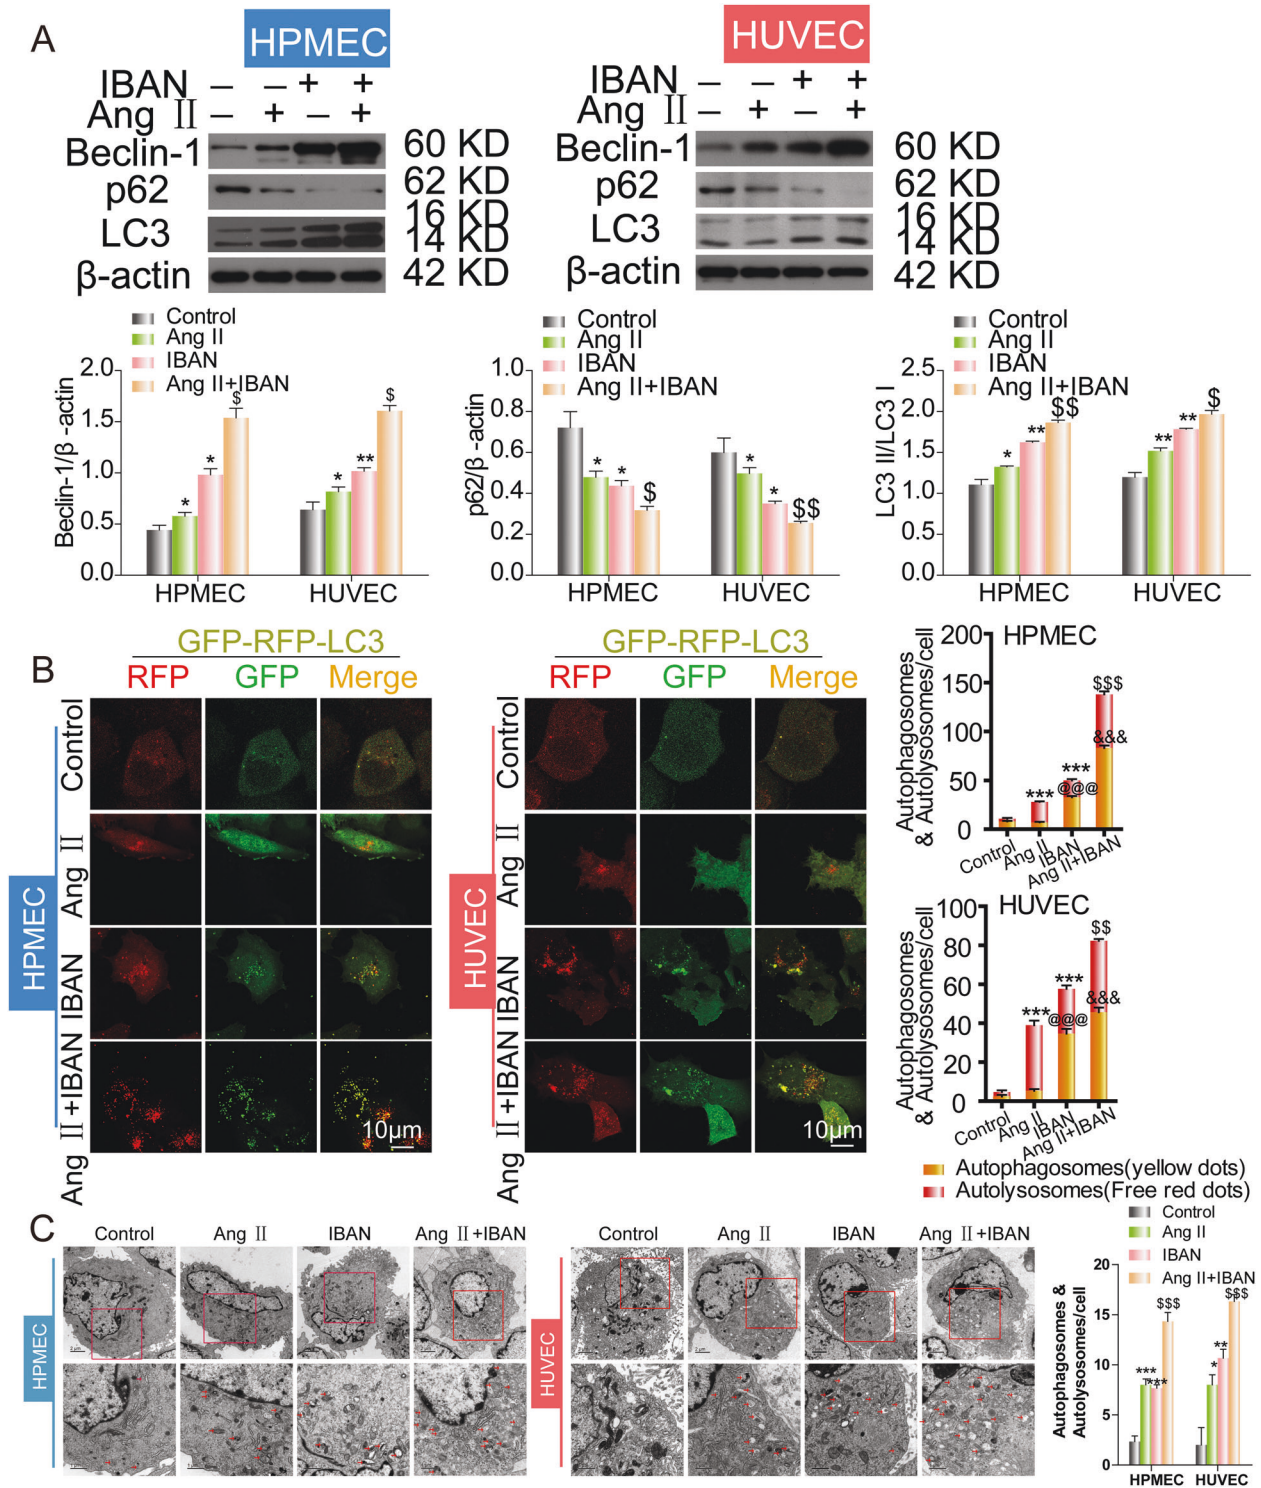 A
HPMEC
HUVEC
IBAN − − + +
Ang Ⅱ − + − +
Beclin-1 60 KD
p62 62 KD
LC3 16 KD
14 KD
β-actin 42 KD
IBAN − − + +
Ang Ⅱ − + − +
Beclin-1 60 KD
p62 62 KD
LC3 16 KD
14 KD
β-actin 42 KD
Control
Ang II
IBAN
Ang II+IBAN
Beclin-1/β -actin
2.0
1.5
1.0
0.5
0.0
* * $ * ** $
HPMEC HUVEC
Control
Ang II
IBAN
Ang II+IBAN
p62/β -actin
1.0
0.8
0.6
0.4
0.2
0.0
* * $ * * $$
HPMEC HUVEC
Control
Ang II
IBAN
Ang II+IBAN
LC3 II/LC3 I
2.5
2.0
1.5
1.0
0.5
0.0
* ** $$ ** ** $
HPMEC HUVEC
B
GFP-RFP-LC3
RFP GFP Merge
HPMEC
Control
Ang Ⅱ
IBAN
Ang Ⅱ+IBAN
10μm
GFP-RFP-LC3
RFP GFP Merge
HUVEC
Control
Ang Ⅱ
IBAN
Ang Ⅱ+IBAN
10μm
HPMEC
Autophagosomes
& Autolysosomes/cell
200
150
100
50
0
*** *** @@@ $$$ &&&
Control Ang II IBAN Ang II+IBAN
HUVEC
Autophagosomes
& Autolysosomes/cell
100
80
60
40
20
0
*** *** @@@ $$ &&&
Control Ang II IBAN Ang II+IBAN
Autophagosomes(yellow dots)
Autolysosomes(Free red dots)
C
Control Ang Ⅱ IBAN Ang Ⅱ+IBAN
HPMEC
Control Ang Ⅱ IBAN Ang Ⅱ+IBAN
HUVEC
Control
Ang II
IBAN
Ang II+IBAN
Autophagosomes &
Autolysosomes/cell
20
15
10
5
0
*** *** $$$ * ** $$$
HPMEC HUVEC